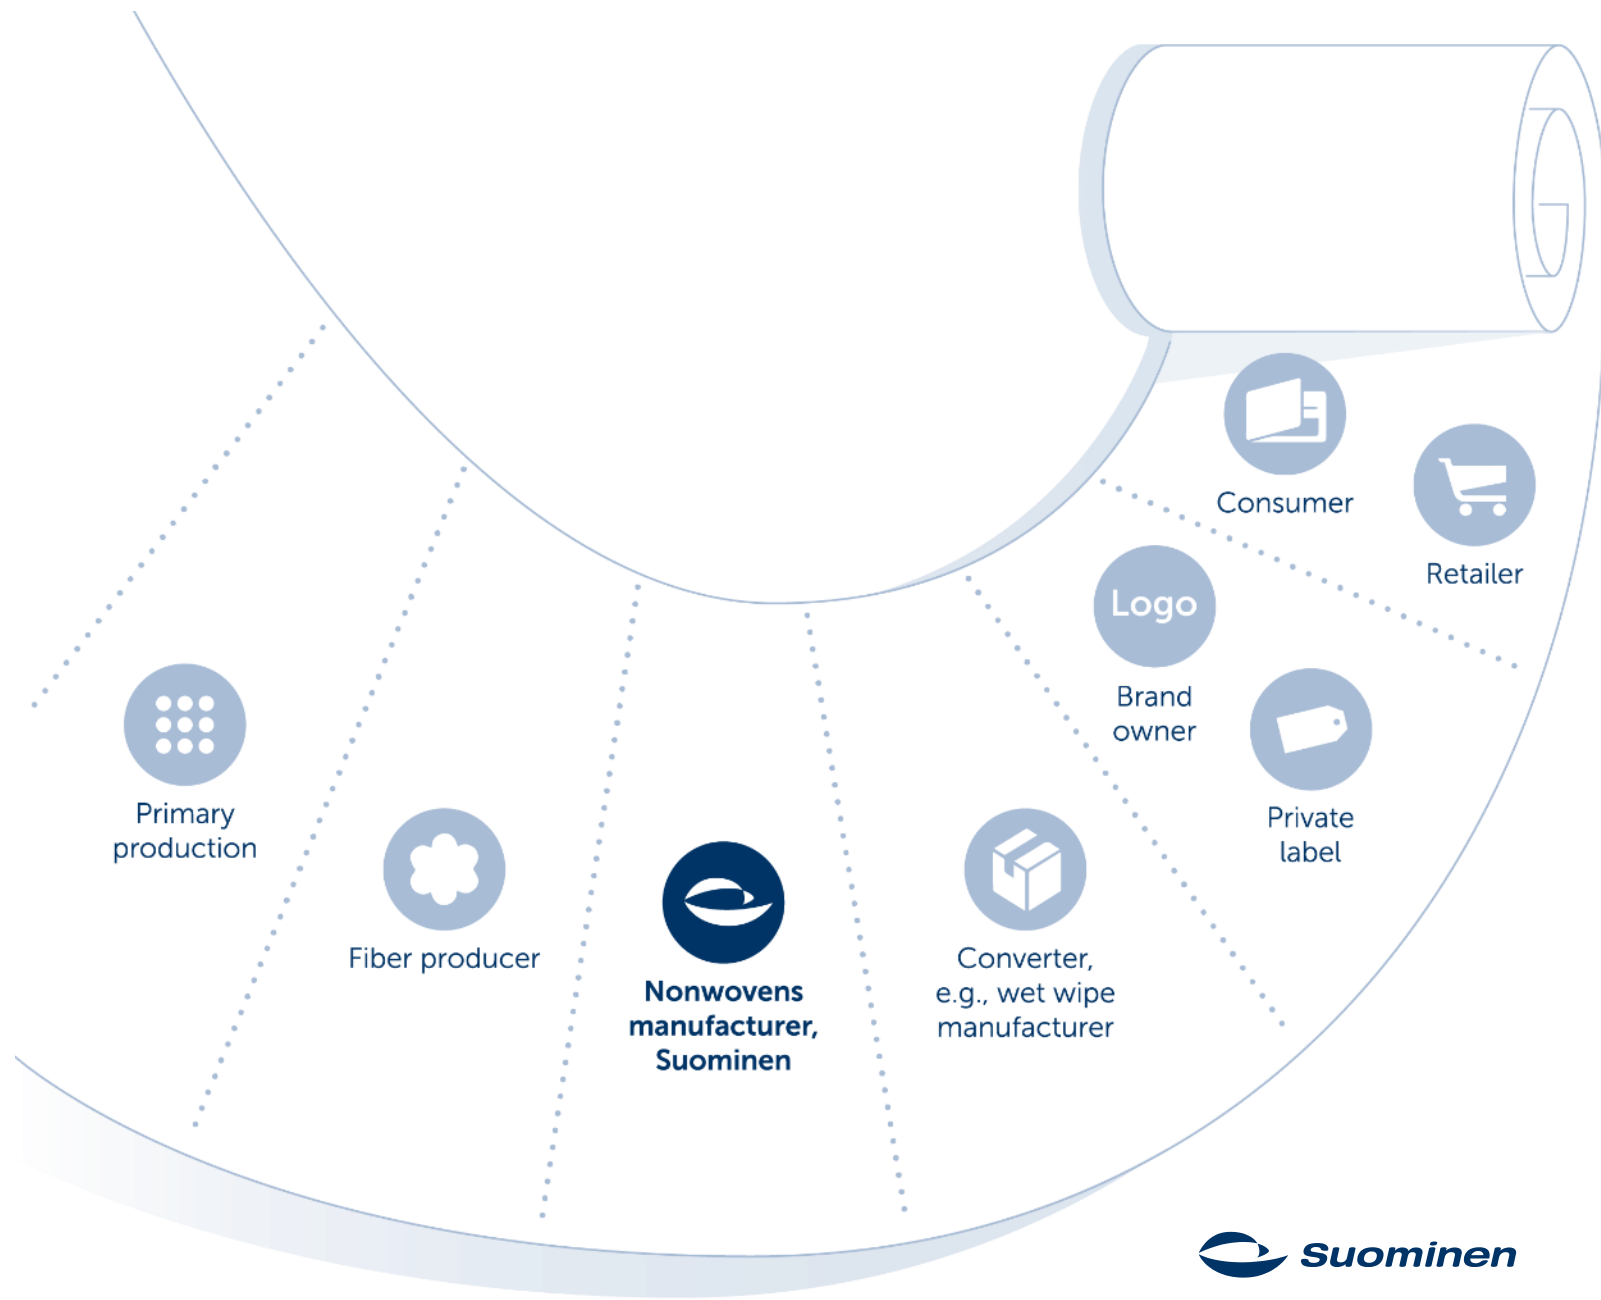 Primary
production
Fiber producer
Nonwovens
manufacturer,
Suominen
Converter,
e.g., wet wipe
manufacturer
Logo
Brand
owner
Private
label
Consumer
Retailer
Suominen